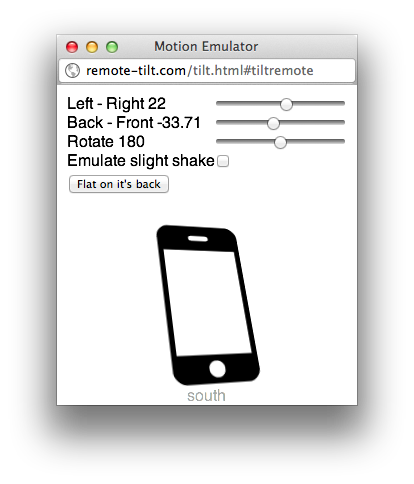 Motion Emulator
remote-tilt.com/tilt.html#tiltremote
Left - Right 22
Back - Front -33.71
Rotate 180
Emulate slight shake
Flat on it's back
south